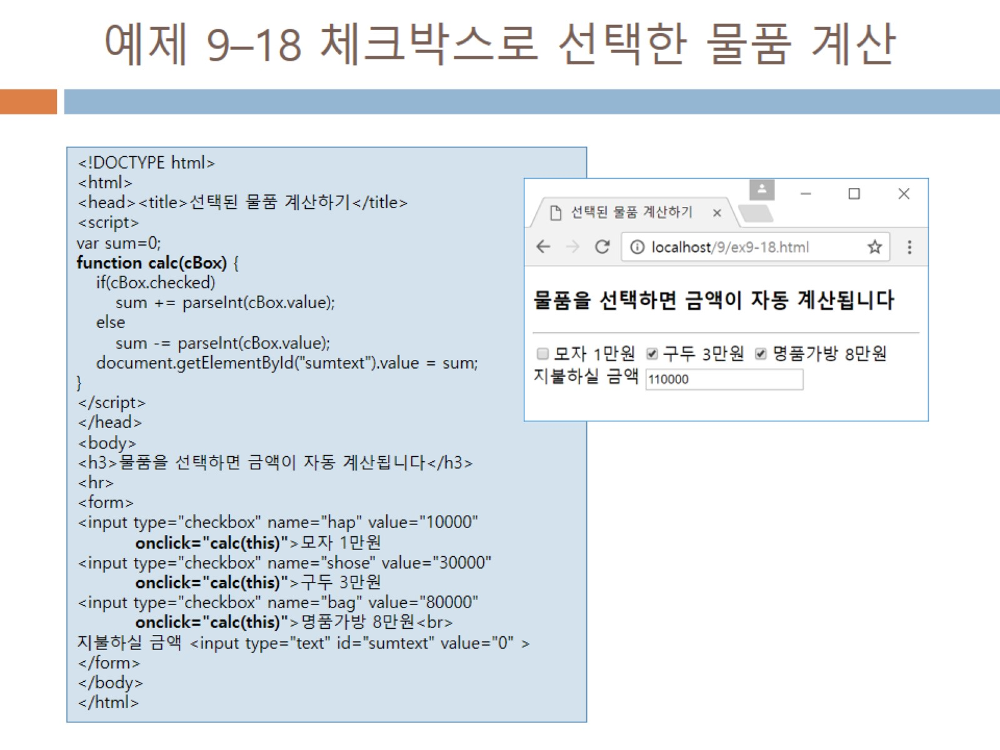 예제 9–18 체크박스로 선택한 물품 계산
<!DOCTYPE html>
<html>
<head><title>선택된 물품 계산하기</title>
<script>
var sum=0;
function calc(cBox) {
if(cBox.checked)
sum += parseInt(cBox.value);
else
sum -= parseInt(cBox.value);
document.getElementById("sumtext").value = sum;
}
</script>
</head>
<body>
<h3>물품을 선택하면 금액이 자동 계산됩니다</h3>
<hr>
<form>
<input type="checkbox" name="hap" value="10000"
onclick="calc(this)">모자 1만원
<input type="checkbox" name="shose" value="30000"
onclick="calc(this)">구두 3만원
<input type="checkbox" name="bag" value="80000"
onclick="calc(this)">명품가방 8만원<br>
지불하실 금액 <input type="text" id="sumtext" value="0" >
</form>
</body>
</html>
선택된 물품 계산하기
localhost/9/ex9-18.html
물품을 선택하면 금액이 자동 계산됩니다
모자 1만원 구두 3만원 명품가방 8만원
지불하실 금액 110000